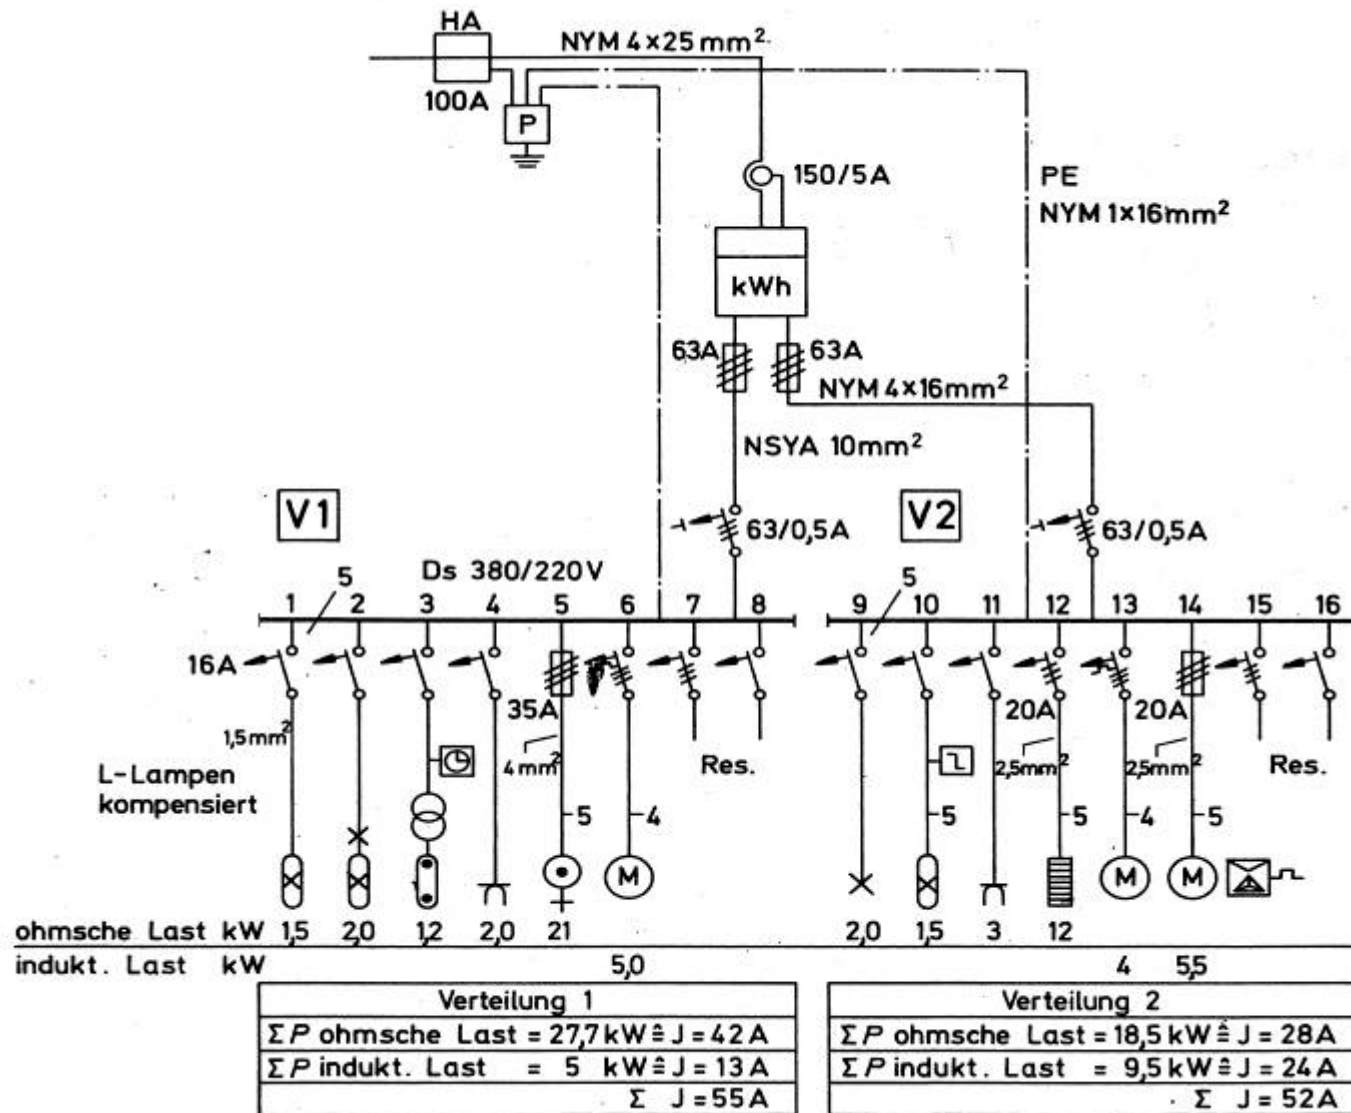 HA
NYM 4×25 mm²
100A
P
150/5A
PE
NYM 1×16mm²
kWh
63A 63A
NYM 4×16mm²
NSYA 10mm²
V1 63/0,5A V2 63/0,5A
5 Ds 380/220V 5
1 2 3 4 5 6 7 8 9 10 11 12 13 14 15 16
16A
35A 20A 20A
1,5mm² 4mm² Res. 2,5mm² 2,5mm² Res.
L-Lampen
kompensiert
5 4 5 5 4 5
M M M
ohmsche Last kW 1,5 2,0 1,2 2,0 21 2,0 1,5 3 12
indukt. Last kW 5,0 4 5,5
Verteilung 1
Σ P ohmsche Last = 27,7 kW ≙ J = 42 A
Σ P indukt. Last = 5 kW ≙ J = 13 A
Σ J = 55 A
Verteilung 2
Σ P ohmsche Last = 18,5 kW ≙ J = 28 A
Σ P indukt. Last = 9,5 kW ≙ J = 24 A
Σ J = 52 A